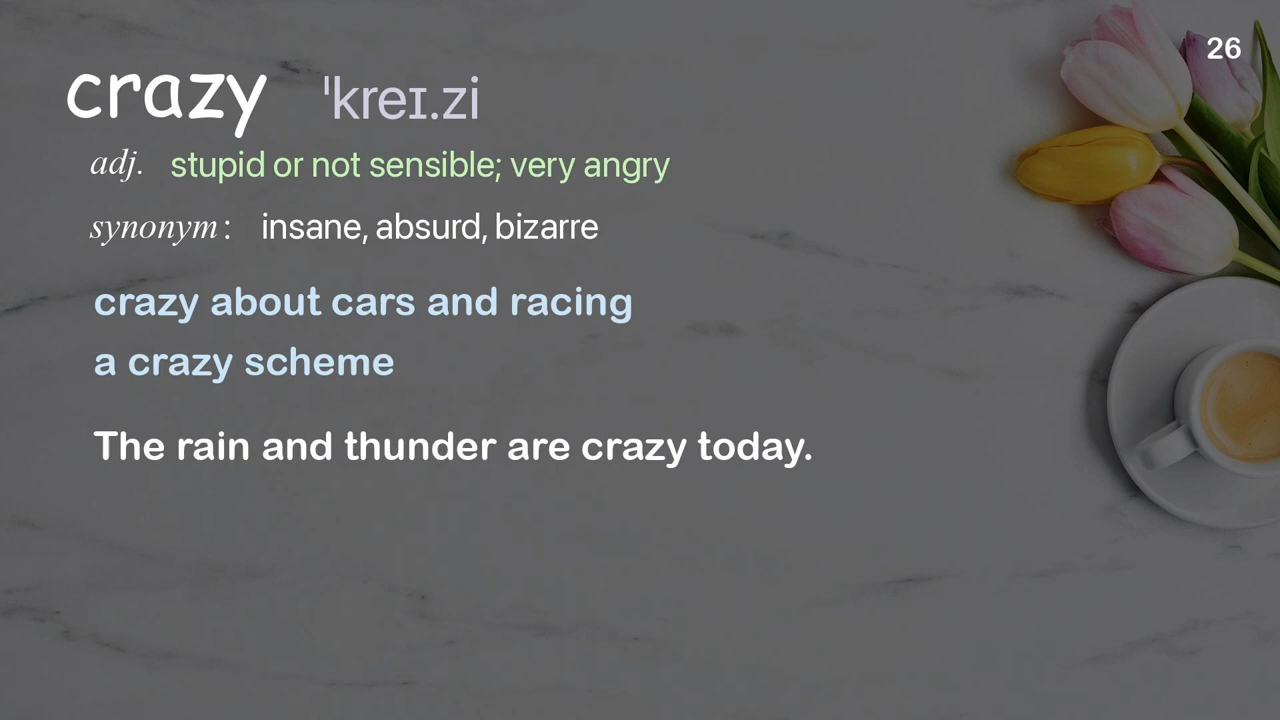 26
crazy ˈkreɪ.zi
adj. stupid or not sensible; very angry
synonym: insane, absurd, bizarre
crazy about cars and racing
a crazy scheme
The rain and thunder are crazy today.